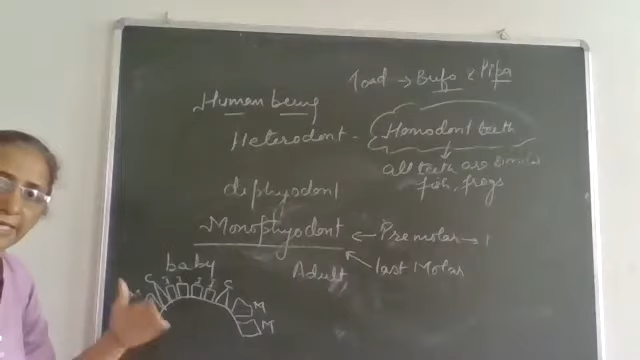 Toad → Bufo & Pipa
Human being
Heterodont - Homodont teeth
all teeth are similar
fish, frogs
diphyodont
Monophyodont ← Premolar → 1
last Molar
baby
Adult
C I I I I C
M
M